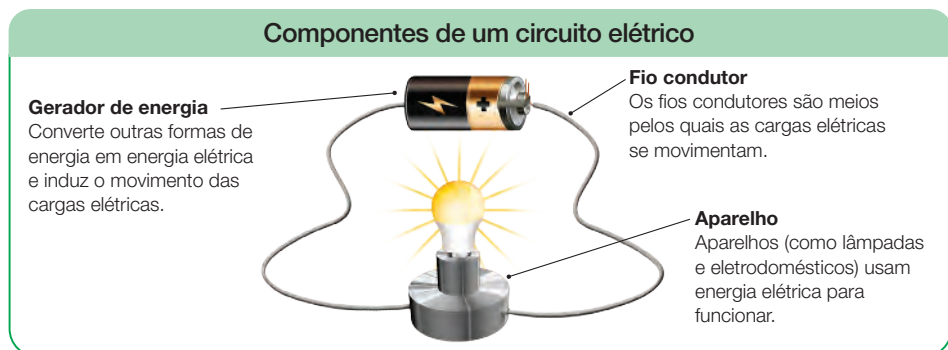 Componentes de um circuito elétrico
Gerador de energia
Converte outras formas de
energia em energia elétrica
e induz o movimento das
cargas elétricas.
Fio condutor
Os fios condutores são meios
pelos quais as cargas elétricas
se movimentam.
+
Aparelho
Aparelhos (como lâmpadas
e eletrodomésticos) usam
energia elétrica para
funcionar.